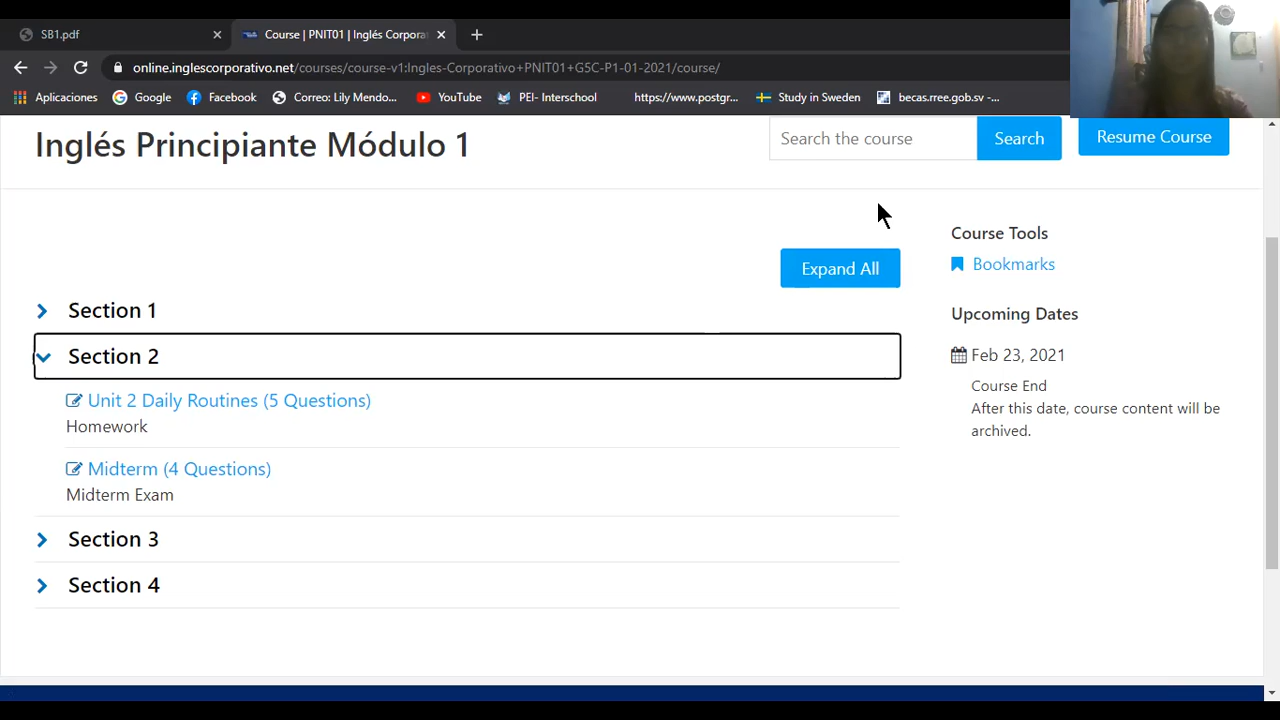 SB1.pdf
Course | PNIT01 | Inglés Corpora
online.inglescorporativo.net/courses/course-v1:Ingles-Corporativo+PNIT01+G5C-P1-01-2021/course/
Aplicaciones Google Facebook Correo: Lily Mendo... YouTube PEI- Interschool https://www.postgr... Study in Sweden becas.rree.gob.sv -...
Inglés Principiante Módulo 1
Search the course
Search
Resume Course
Course Tools
Bookmarks
Expand All
Section 1
Upcoming Dates
Section 2
Feb 23, 2021
Course End
After this date, course content will be
archived.
Unit 2 Daily Routines (5 Questions)
Homework
Midterm (4 Questions)
Midterm Exam
Section 3
Section 4